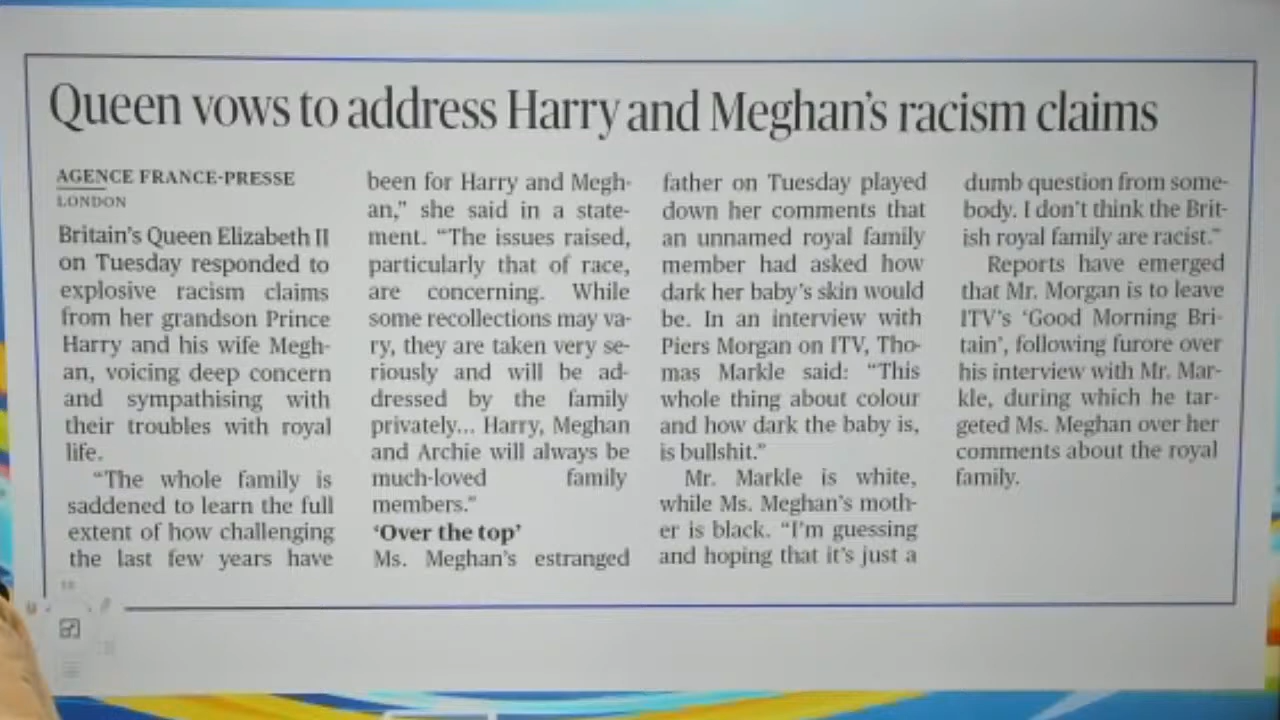 Queen vows to address Harry and Meghan's racism claims
AGENCE FRANCE-PRESSE
LONDON
Britain's Queen Elizabeth II
on Tuesday responded to
explosive racism claims
from her grandson Prince
Harry and his wife Megh-
an, voicing deep concern
and sympathising with
their troubles with royal
life.
"The whole family is
saddened to learn the full
extent of how challenging
the last few years have
been for Harry and Megh-
an," she said in a state-
ment. "The issues raised,
particularly that of race,
are concerning. While
some recollections may va-
ry, they are taken very se-
riously and will be ad-
dressed by the family
privately... Harry, Meghan
and Archie will always be
much-loved family
members."
'Over the top'
Ms. Meghan's estranged
father on Tuesday played
down her comments that
an unnamed royal family
member had asked how
dark her baby's skin would
be. In an interview with
Piers Morgan on ITV, Tho-
mas Markle said: "This
whole thing about colour
and how dark the baby is,
is bullshit."
Mr. Markle is white,
while Ms. Meghan's moth-
er is black. "I'm guessing
and hoping that it's just a
dumb question from some-
body. I don't think the Brit-
ish royal family are racist."
Reports have emerged
that Mr. Morgan is to leave
ITV's 'Good Morning Bri-
tain', following furore over
his interview with Mr. Mar-
kle, during which he tar-
geted Ms. Meghan over her
comments about the royal
family.